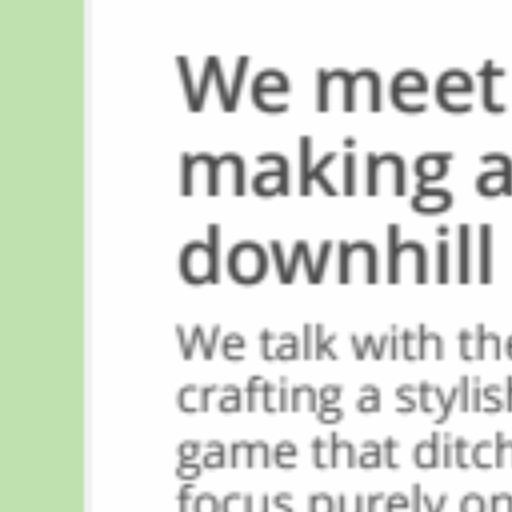 We meet
making a
downhill
We talk with the
crafting a stylish
game that ditch
focus purely on